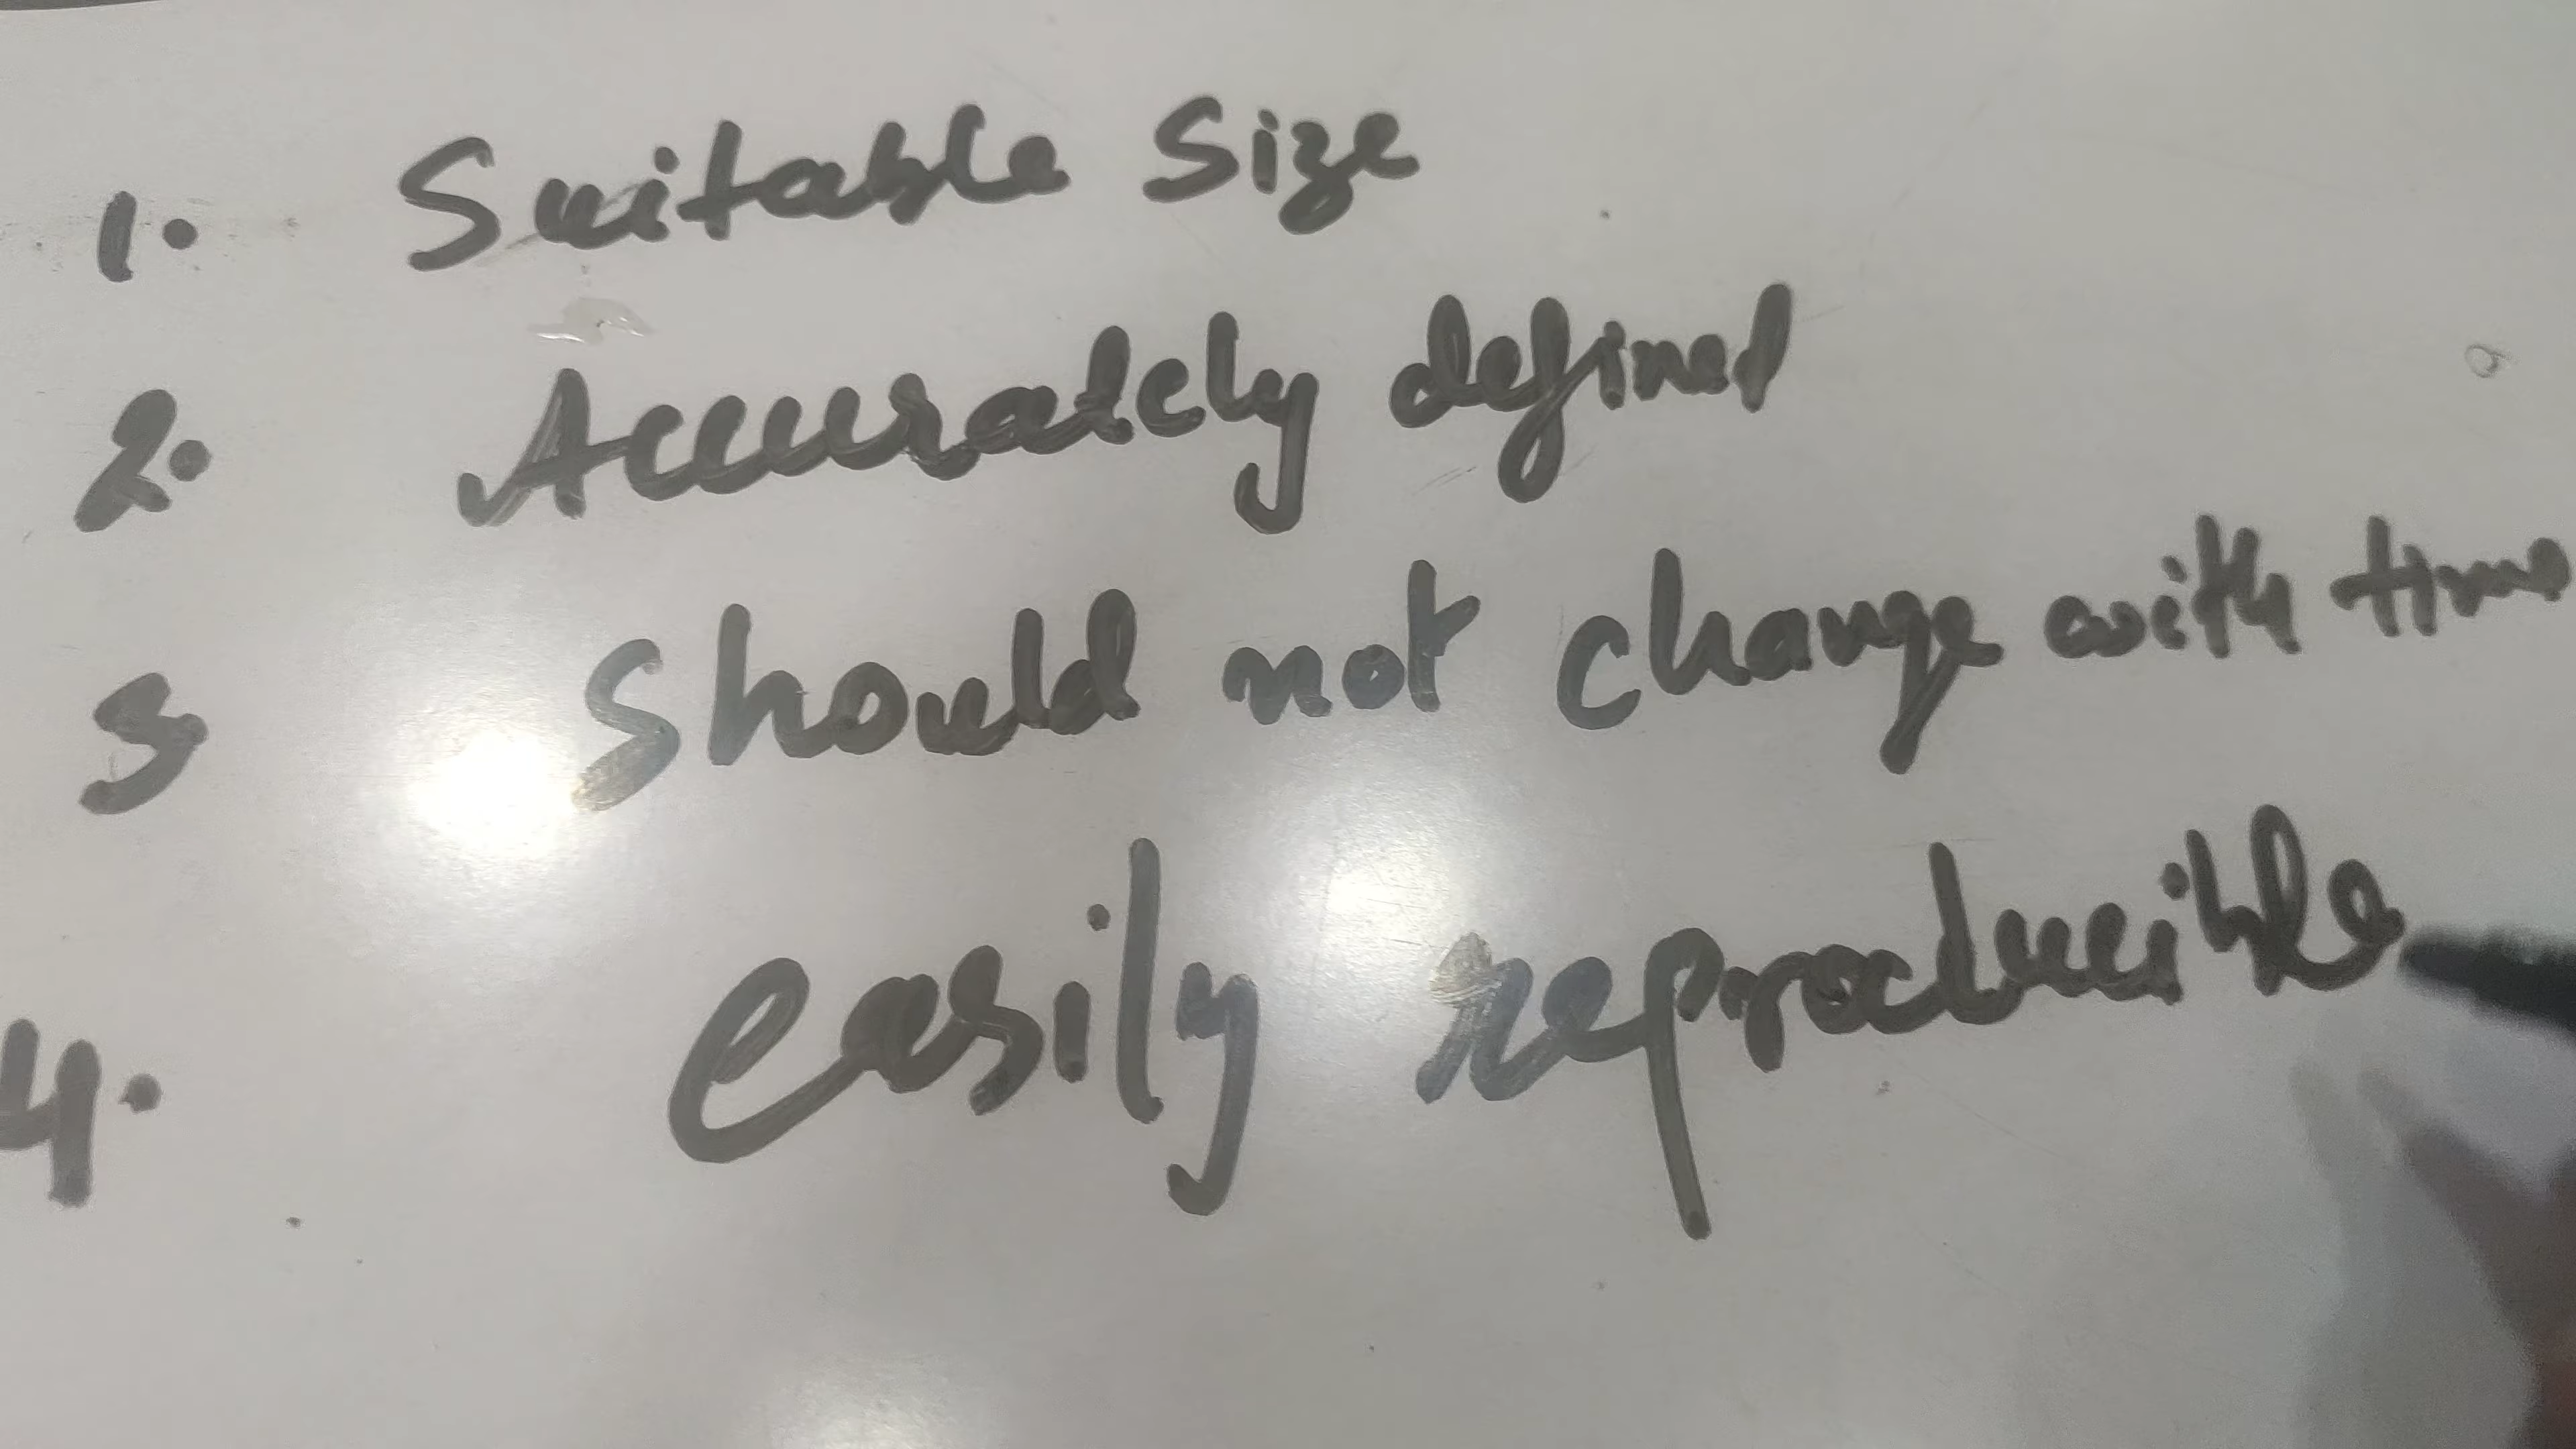 1. Suitable Size
2. Accurately defined
3 Should not change with time
4. easily reproducible